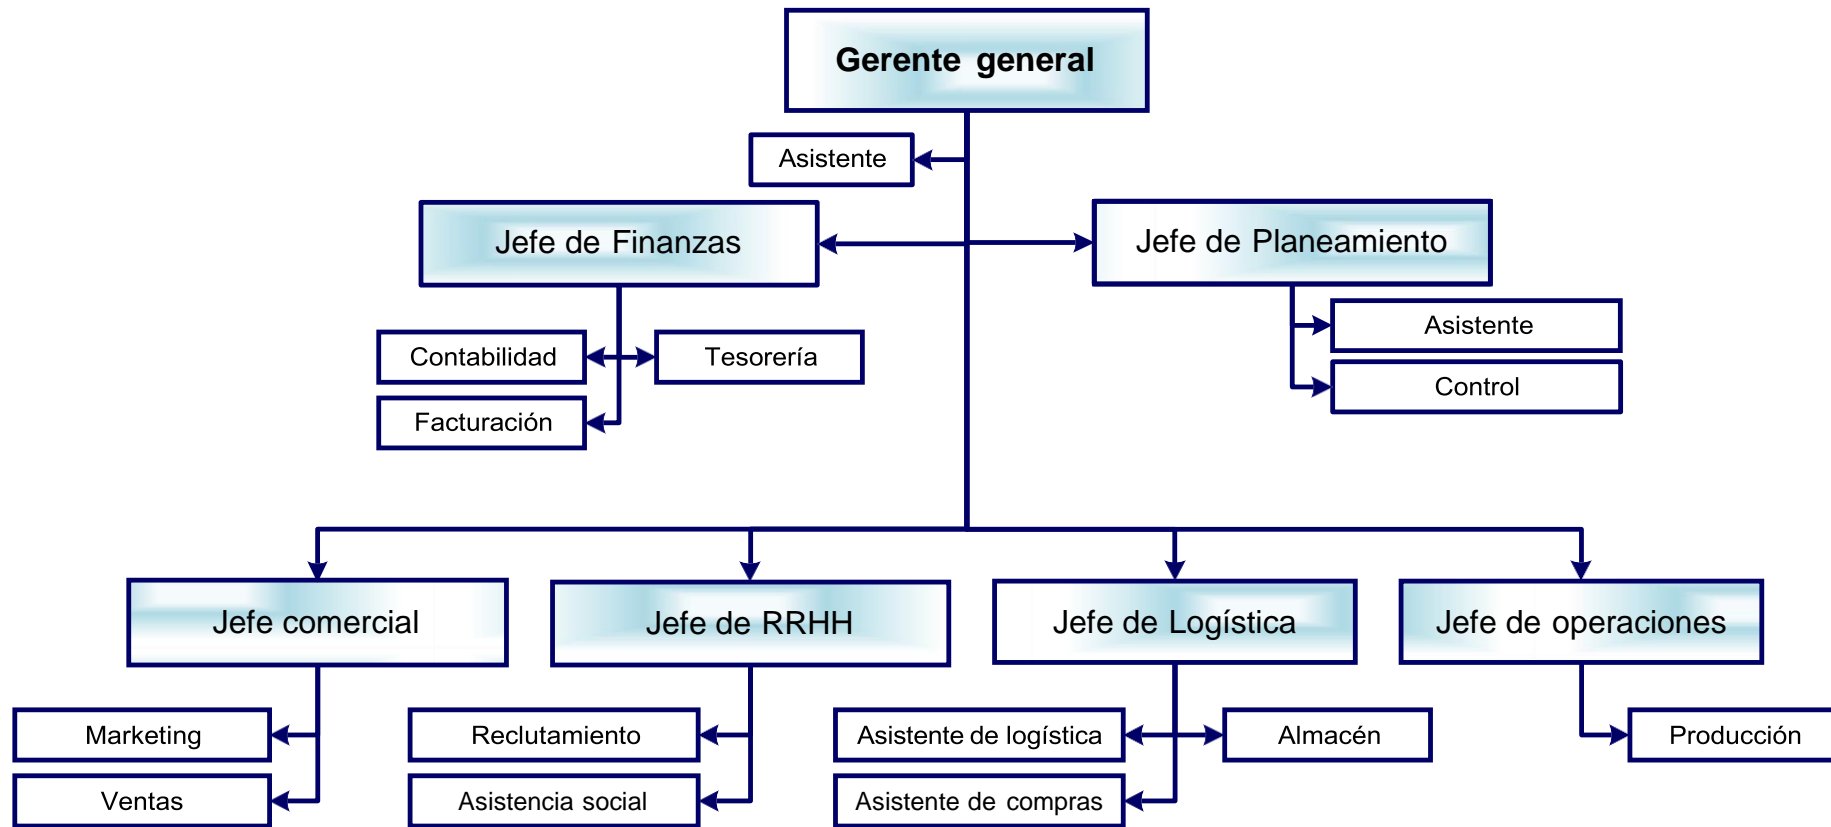 Gerente general
Asistente
Jefe de Finanzas
Jefe de Planeamiento
Asistente
Contabilidad
Tesorería
Control
Facturación
Jefe comercial
Jefe de RRHH
Jefe de Logística
Jefe de operaciones
Marketing
Reclutamiento
Asistente de logística
Almacén
Producción
Ventas
Asistencia social
Asistente de compras